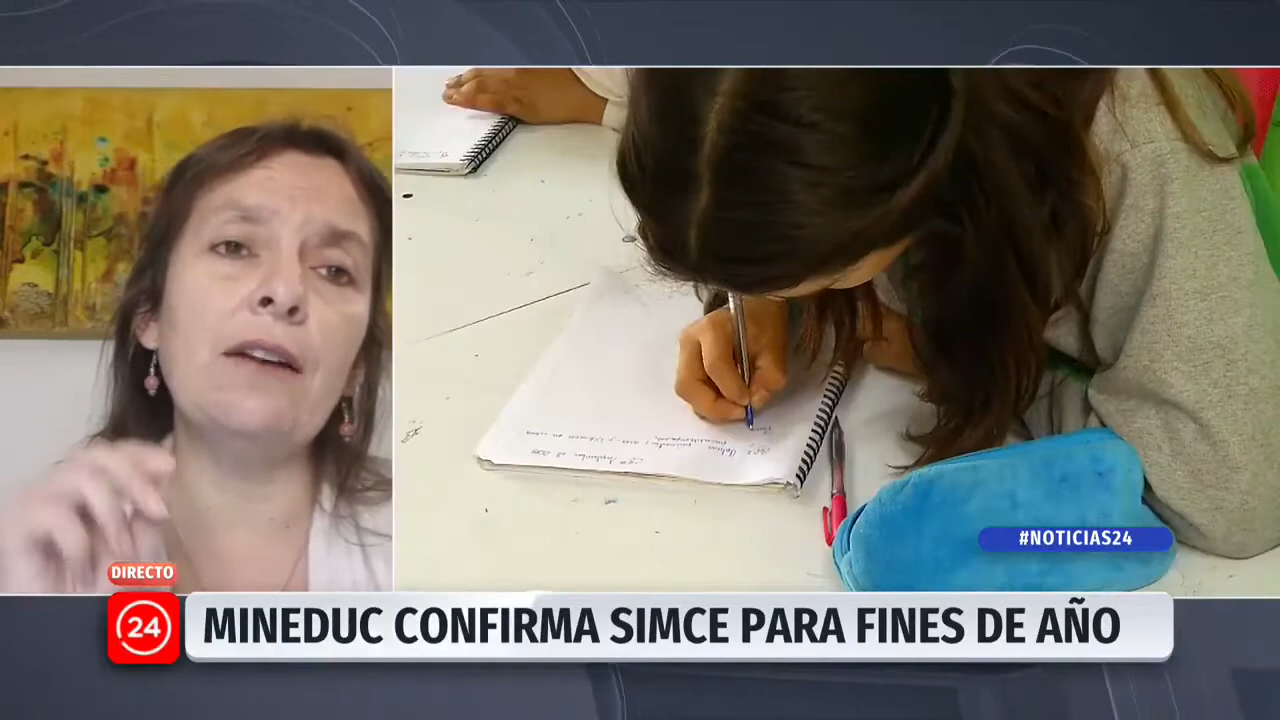 #NOTICIAS24
DIRECTO
24
MINEDUC CONFIRMA SIMCE PARA FINES DE AÑO